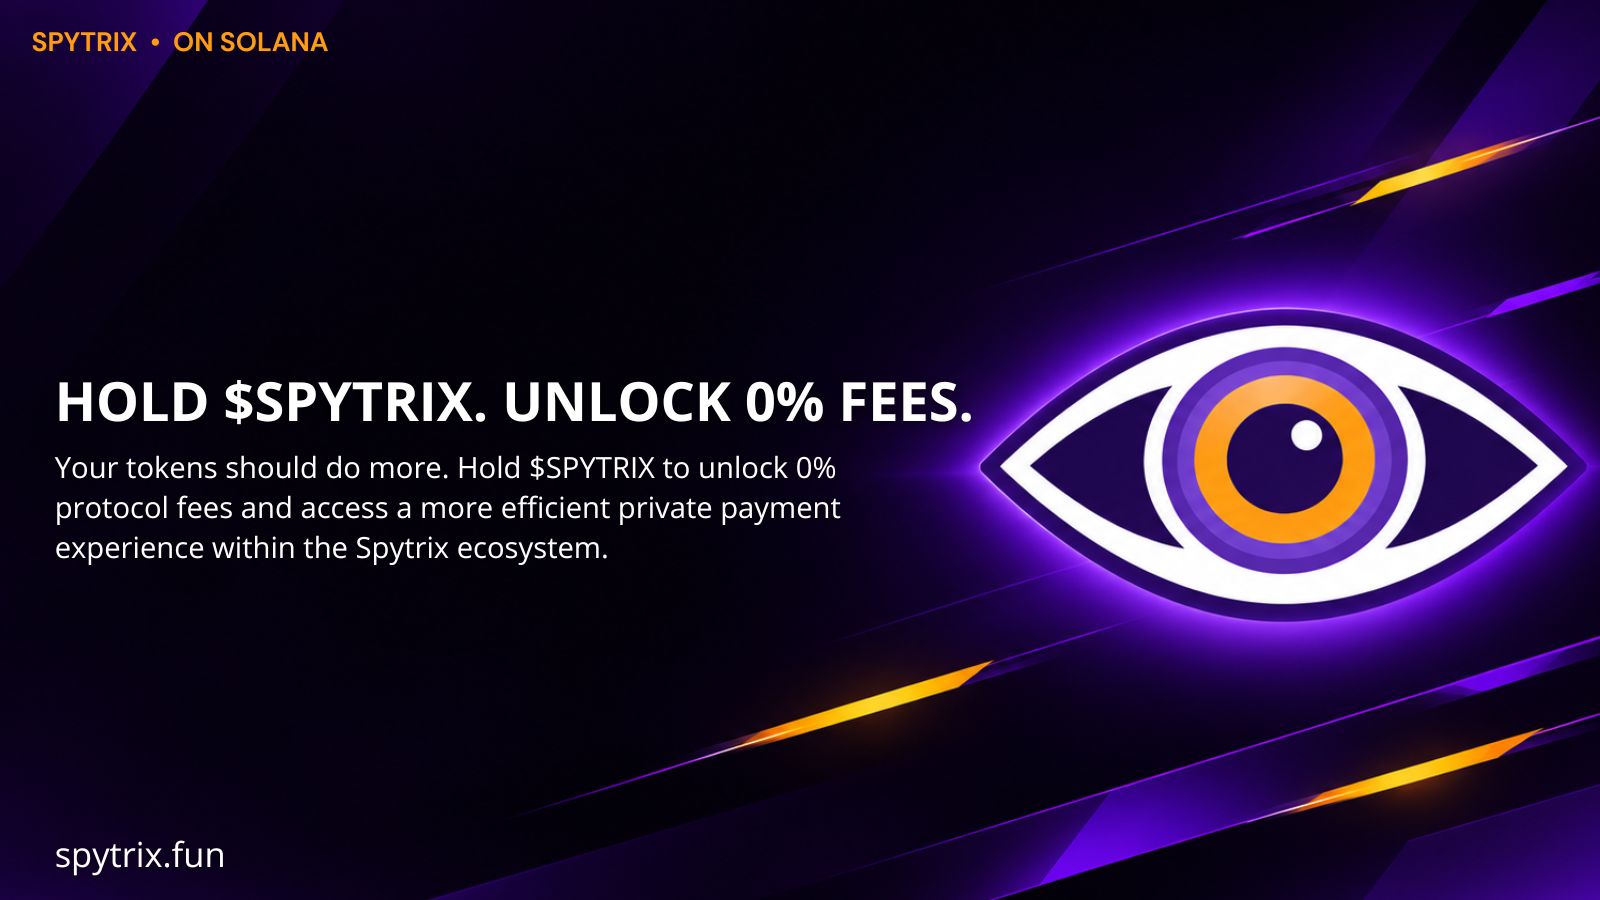 SPYTRIX • ON SOLANA
HOLD $SPYTRIX. UNLOCK 0% FEES.
Your tokens should do more. Hold $SPYTRIX to unlock 0%
protocol fees and access a more efficient private payment
experience within the Spytrix ecosystem.
spytrix.fun